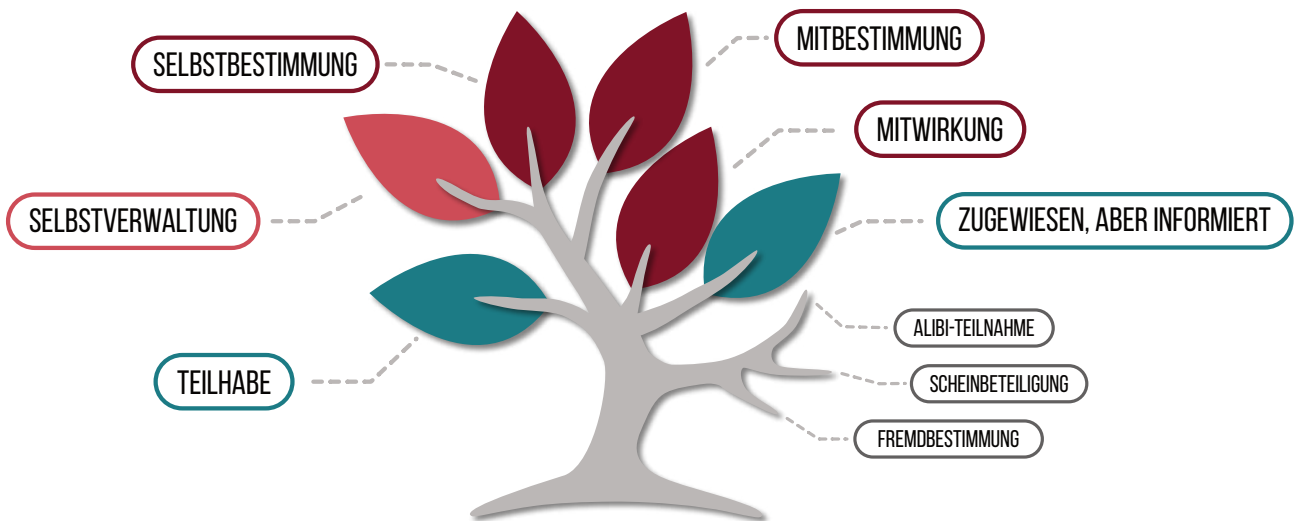 SELBSTBESTIMMUNG
MITBESTIMMUNG
MITWIRKUNG
SELBSTVERWALTUNG
ZUGEWIESEN, ABER INFORMIERT
ALIBI-TEILNAHME
TEILHABE
SCHEINBETEILIGUNG
FREMDBESTIMMUNG